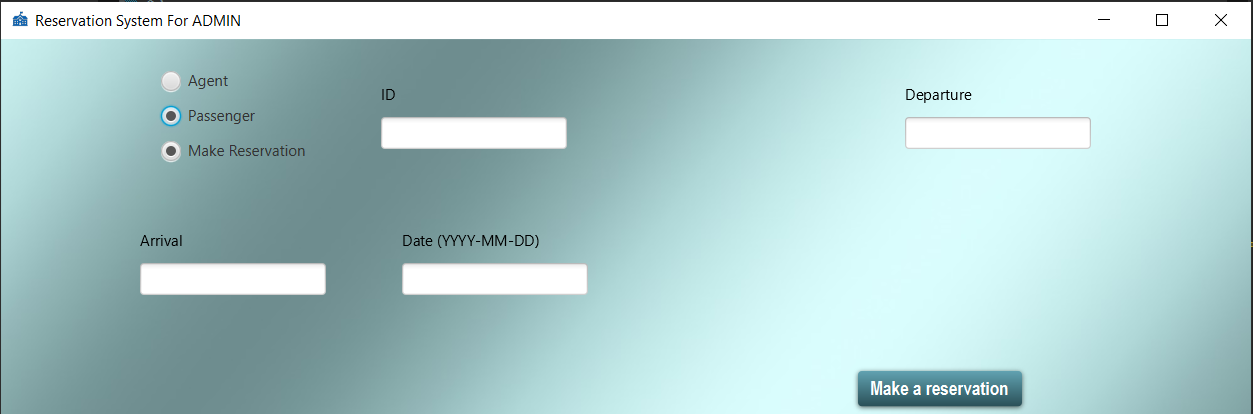 Reservation System For ADMIN
Agent
Passenger
Make Reservation
ID
Departure
Arrival
Date (YYYY-MM-DD)
Make a reservation